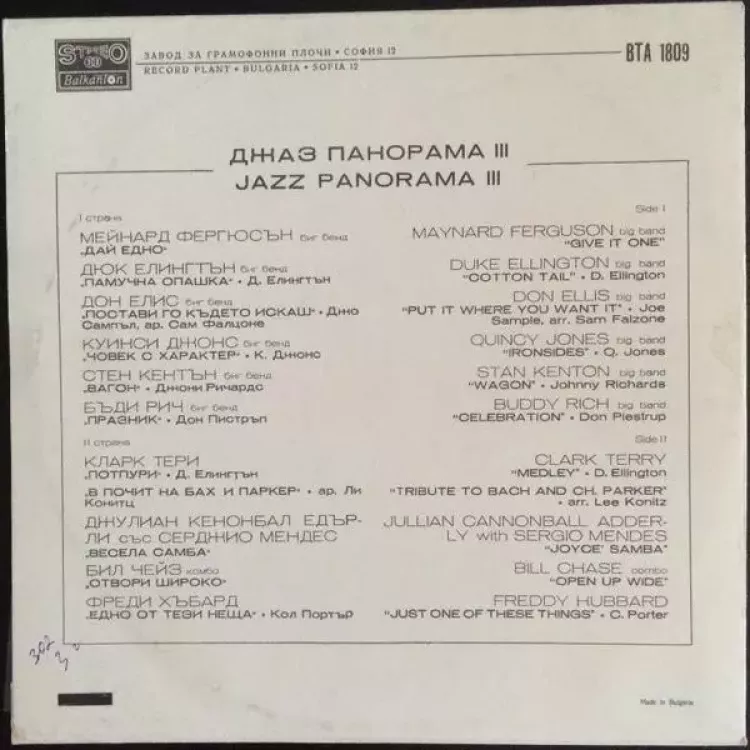 СТЕРЕО
Balkanton
ЗАВОД ЗА ГРАМОФОННИ ПЛОЧИ • СОФИЯ 12
RECORD PLANT • BULGARIA • SOFIA 12
ВТА 1809
ДЖАЗ ПАНОРАМА III
JAZZ PANORAMA III
I страна
МЕЙНАРД ФЕРГЮСЪН биг бенд
„ДАЙ ЕДНО"
ДЮК ЕЛИНГТЪН биг бенд
„ПАМУЧНА ОПАШКА" • Д. Елингтън
ДОН ЕЛИС биг бенд
„ПОСТАВИ ГО КЪДЕТО ИСКАШ" • Джо
Сампъл, ар. Сам Фалцоне
КУИНСИ ДЖОНС биг бенд
„ЧОВЕК С ХАРАКТЕР" • К. Джонс
СТЕН КЕНТЪН биг бенд
„ВАГОН" • Джони Ричардс
БЪДИ РИЧ биг бенд
„ПРАЗНИК" • Дон Пистръп
II страна
КЛАРК ТЕРИ
„ПОТПУРИ" • Д. Елингтън
„В ПОЧИТ НА БАХ И ПАРКЕР" • ар. Ли
Конитц
ДЖУЛИАН КЕНОНБАЛ ЕДЪР-
ЛИ със СЕРДЖИО МЕНДЕС
„ВЕСЕЛА САМБА"
БИЛ ЧЕЙЗ комбо
„ОТВОРИ ШИРОКО"
ФРЕДИ ХЪБАРД
„ЕДНО ОТ ТЕЗИ НЕЩА" • Кол Портър
Side I
MAYNARD FERGUSON big band
"GIVE IT ONE"
DUKE ELLINGTON big band
"COTTON TAIL" • D. Ellington
DON ELLIS big band
"PUT IT WHERE YOU WANT IT" • Joe
Sample, arr. Sam Falzone
QUINCY JONES big band
"IRONSIDES" • Q. Jones
STAN KENTON big band
"WAGON" • Johnny Richards
BUDDY RICH big band
"CELEBRATION" • Don Piestrup
Side II
CLARK TERRY
"MEDLEY" • D. Ellington
"TRIBUTE TO BACH AND CH. PARKER"
• arr. Lee Konitz
JULLIAN CANNONBALL ADDER-
LY with SERGIO MENDES
"JOYCE' SAMBA"
BILL CHASE combo
"OPEN UP WIDE"
FREDDY HUBBARD
"JUST ONE OF THESE THINGS" • C. Porter
Made in Bulgaria